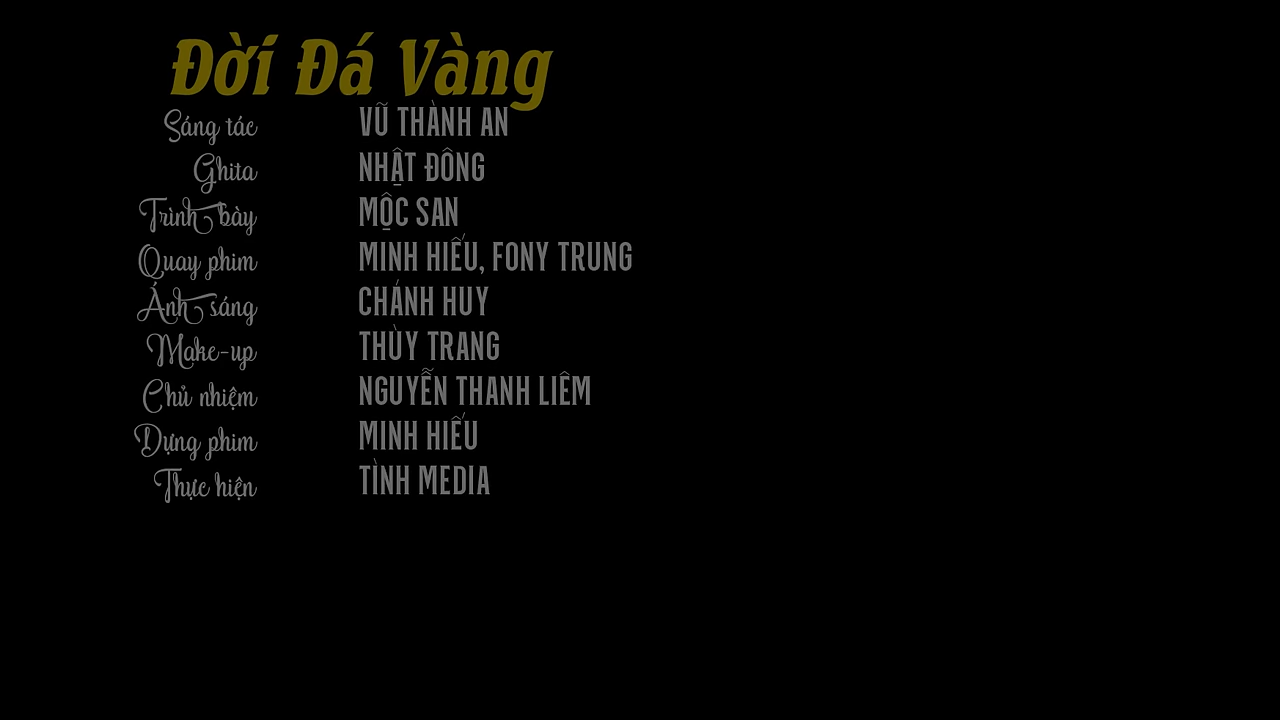 Đời Đá Vàng
Sáng tác VŨ THÀNH AN
Ghita NHẬT ĐÔNG
Trình bày MỘC SAN
Quay phim MINH HIẾU, FONY TRUNG
Ánh sáng CHÁNH HUY
Make-up THÙY TRANG
Chủ nhiệm NGUYỄN THANH LIÊM
Dựng phim MINH HIẾU
Thực hiện TÌNH MEDIA